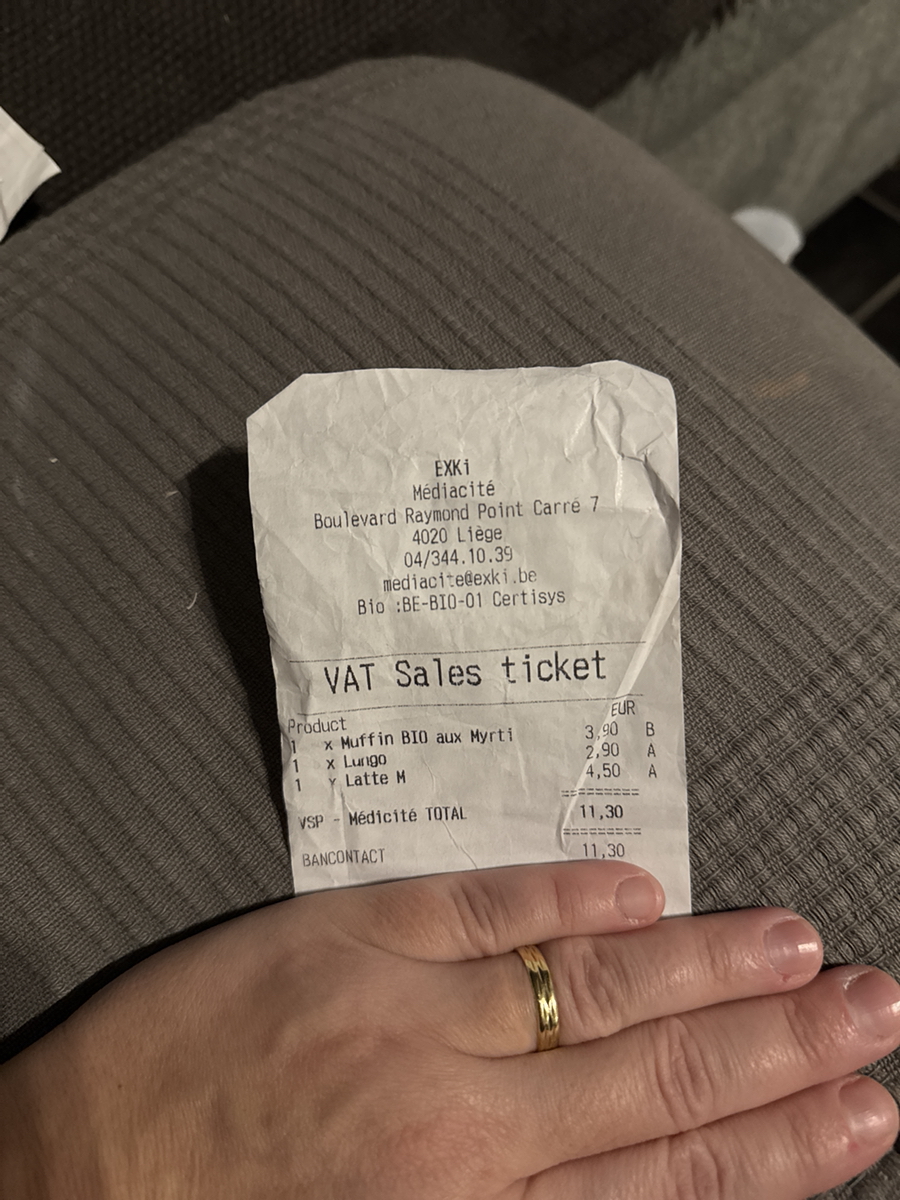 EXKi
Médiacité
Boulevard Raymond Point Carré 7
4020 Liège
04/344.10.39
mediacite@exki.be
Bio :BE-BIO-01 Certisys
VAT Sales ticket
EUR
Product
1 x Muffin BIO aux Myrti 3,90 B
1 x Lungo 2,90 A
1 x Latte M 4,50 A
==========
VSP - Médicité TOTAL 11,30
==========
BANCONTACT 11,30